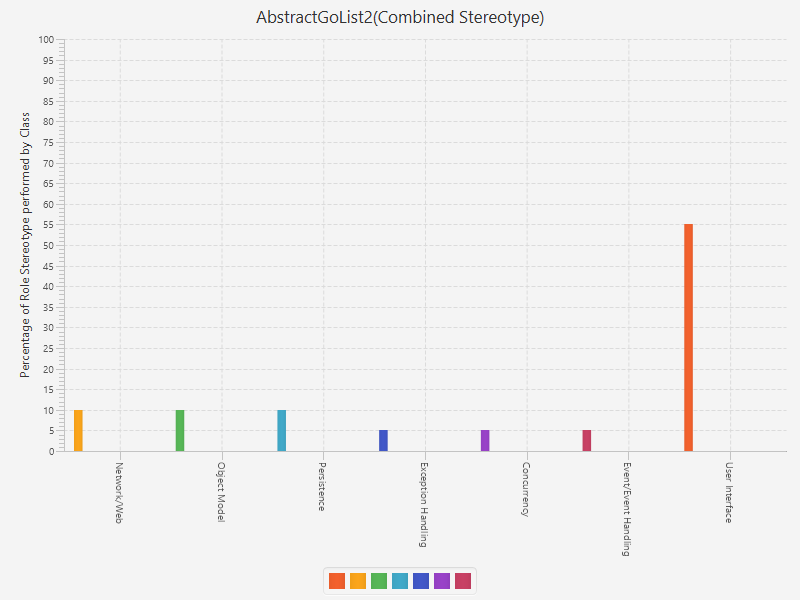 AbstractGoList2(Combined Stereotype)
Percentage of Role Stereotype performed by Class
100
95
90
85
80
75
70
65
60
55
50
45
40
35
30
25
20
15
10
5
0
Network/Web
Object Model
Persistence
Exception Handling
Concurrency
Event/Event Handling
User Interface